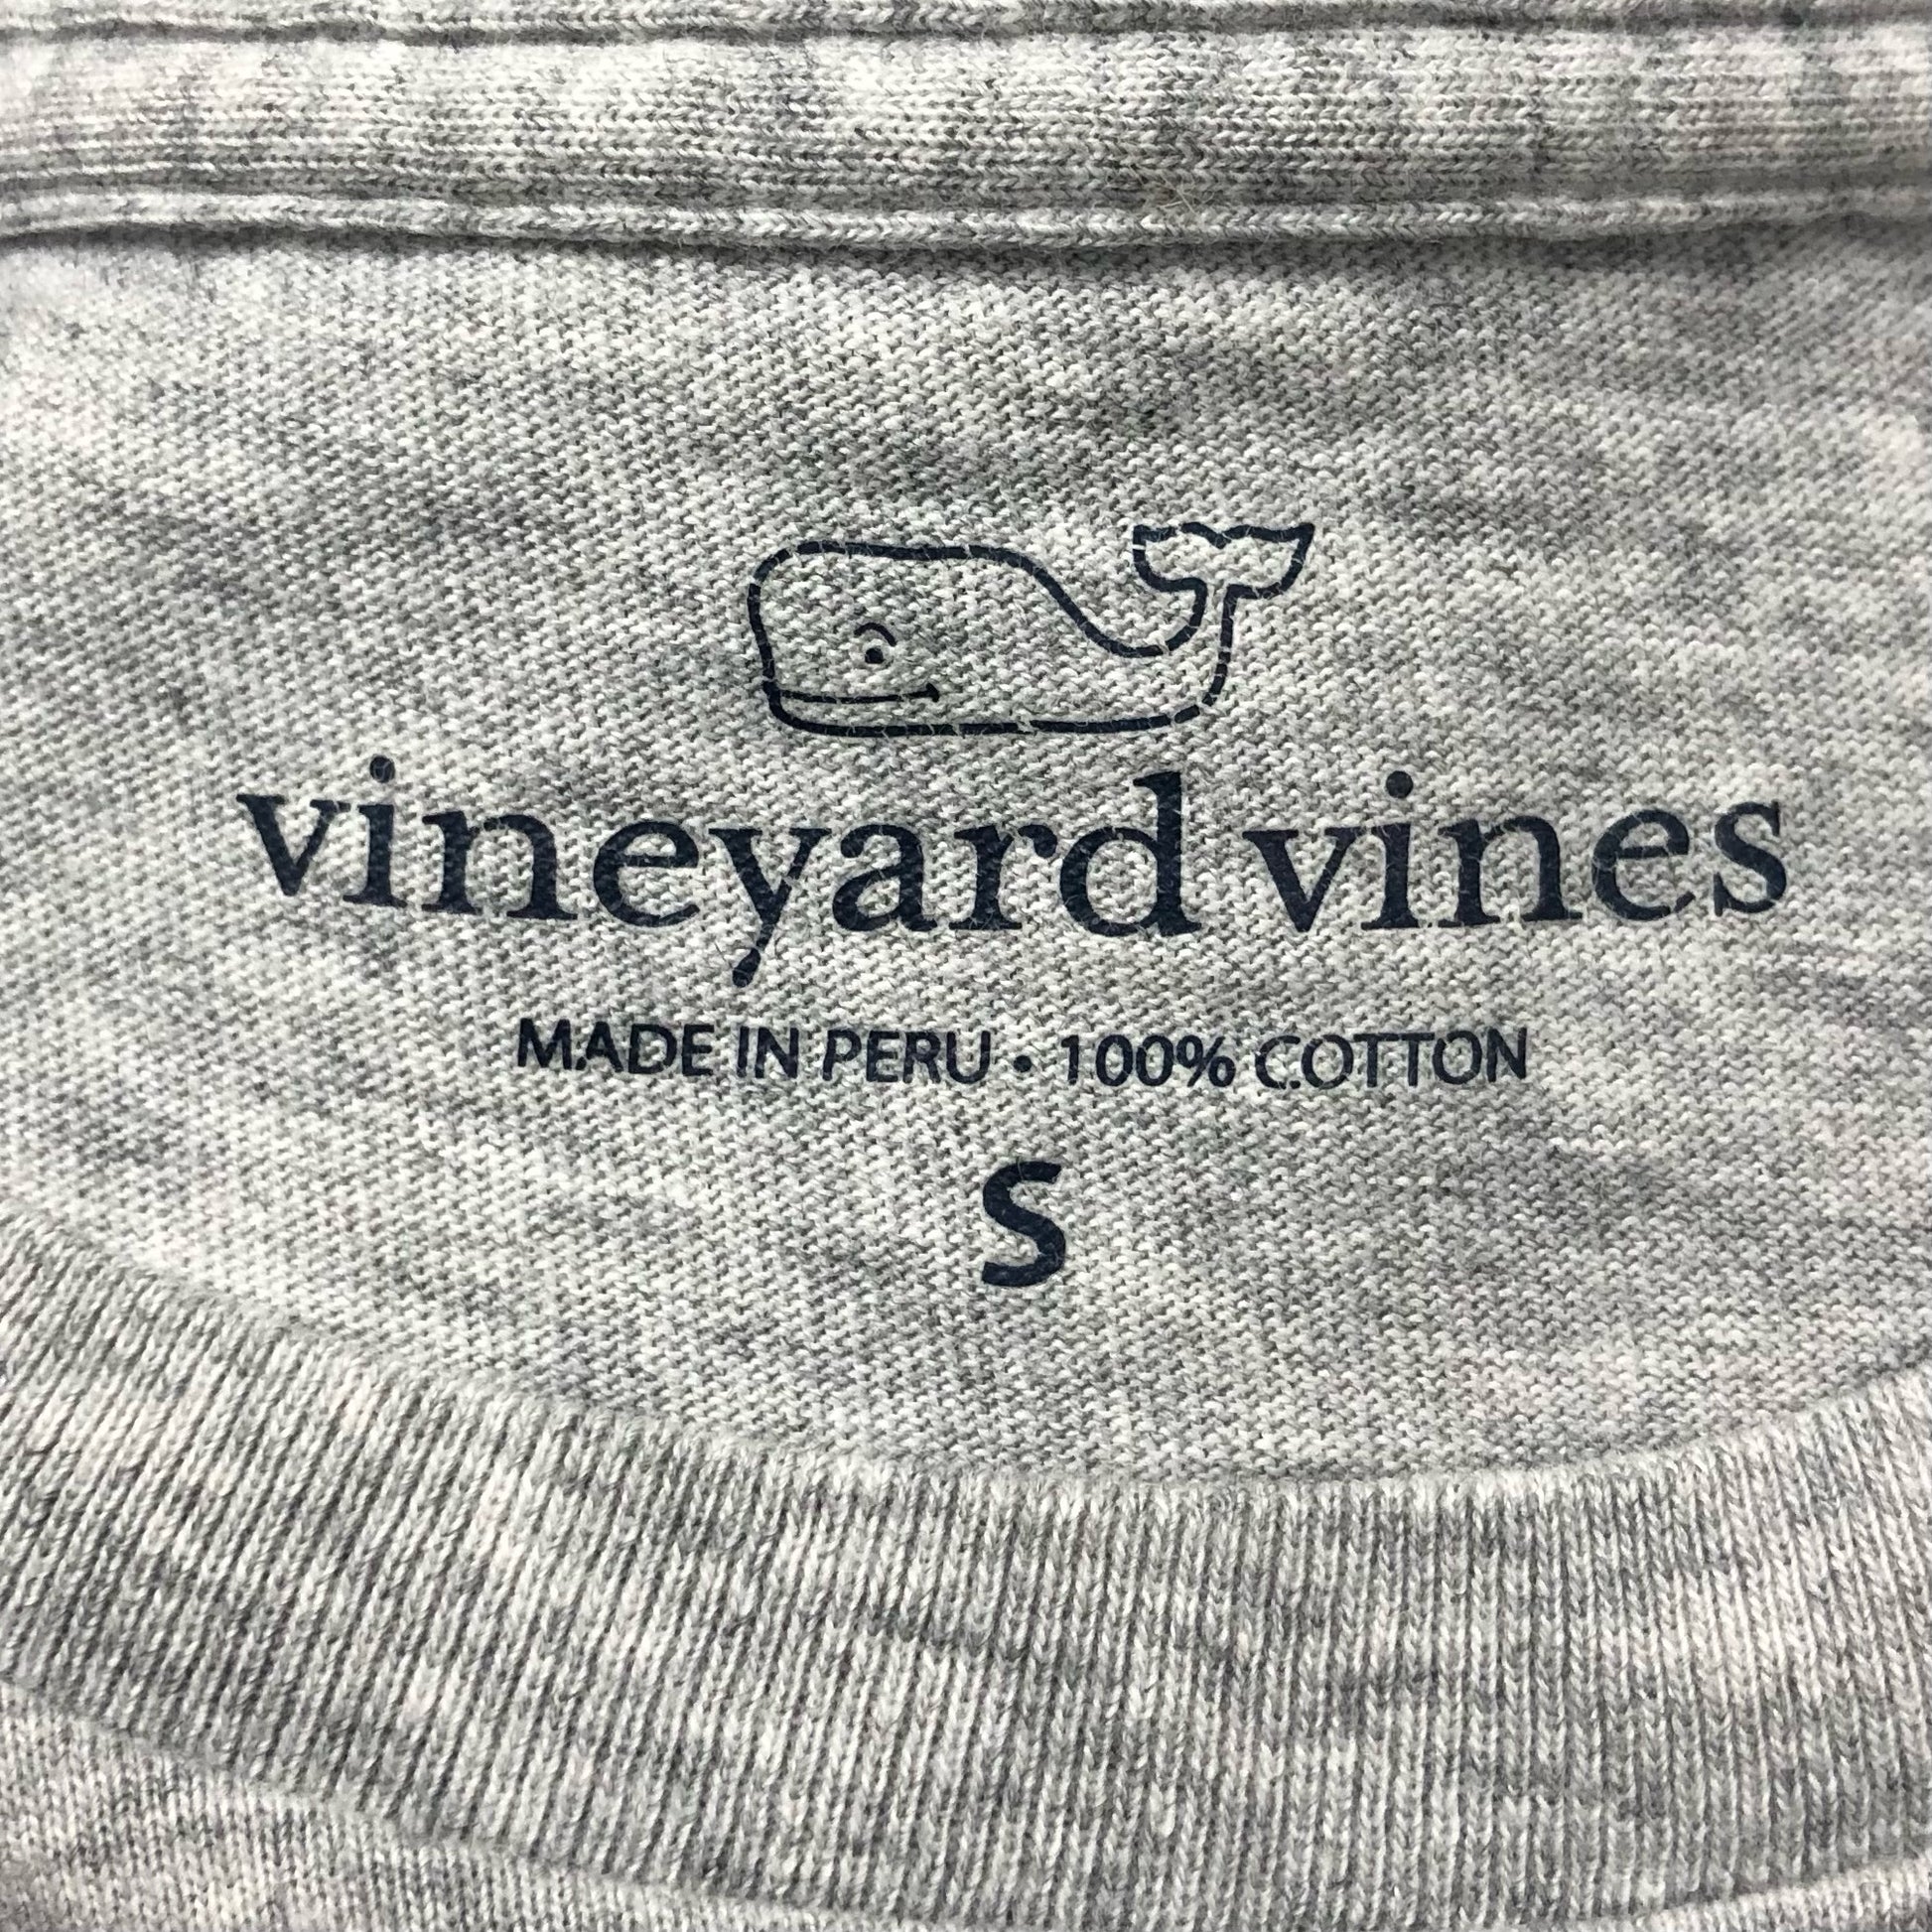 vineyard vines
MADE IN PERU • 100% COTTON
S